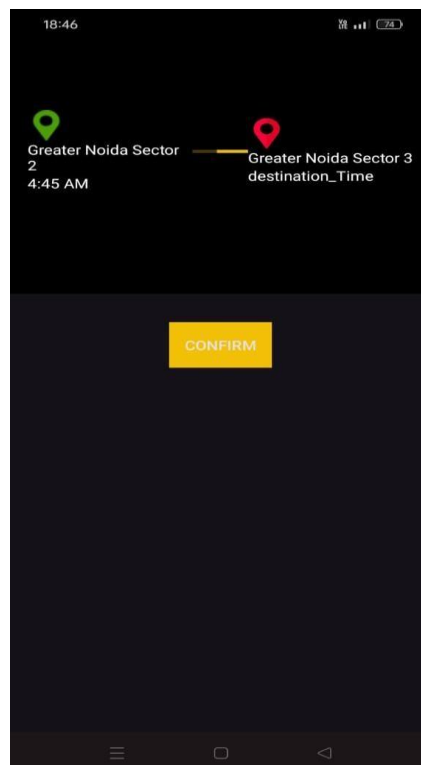 18:46
74
Greater Noida Sector
2
4:45 AM
Greater Noida Sector 3
destination_Time
CONFIRM